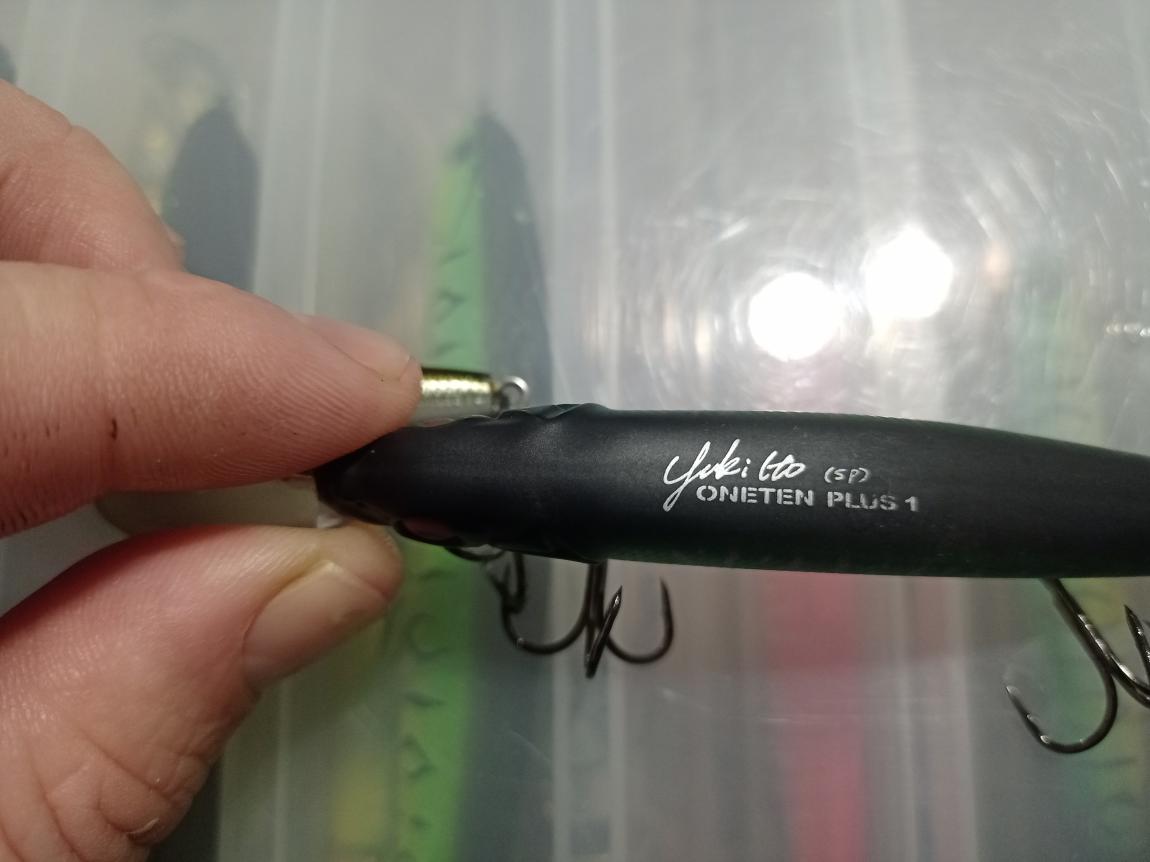 Yuki Ito (SP)
ONETEN PLUS 1